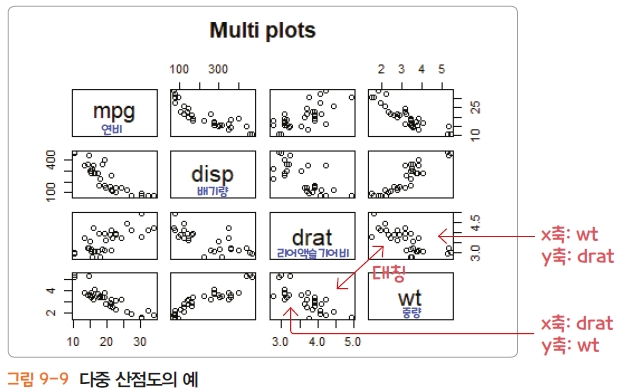 Multi plots
100 300
2 3 4 5
mpg
연비
10 25
100 400
disp
배기량
drat
리어액슬기어비
3.0 4.5
x축: wt
y축: drat
대칭
2 4
wt
중량
x축: drat
y축: wt
10 20 30
3.0 4.0 5.0
그림 9-9 다중 산점도의 예